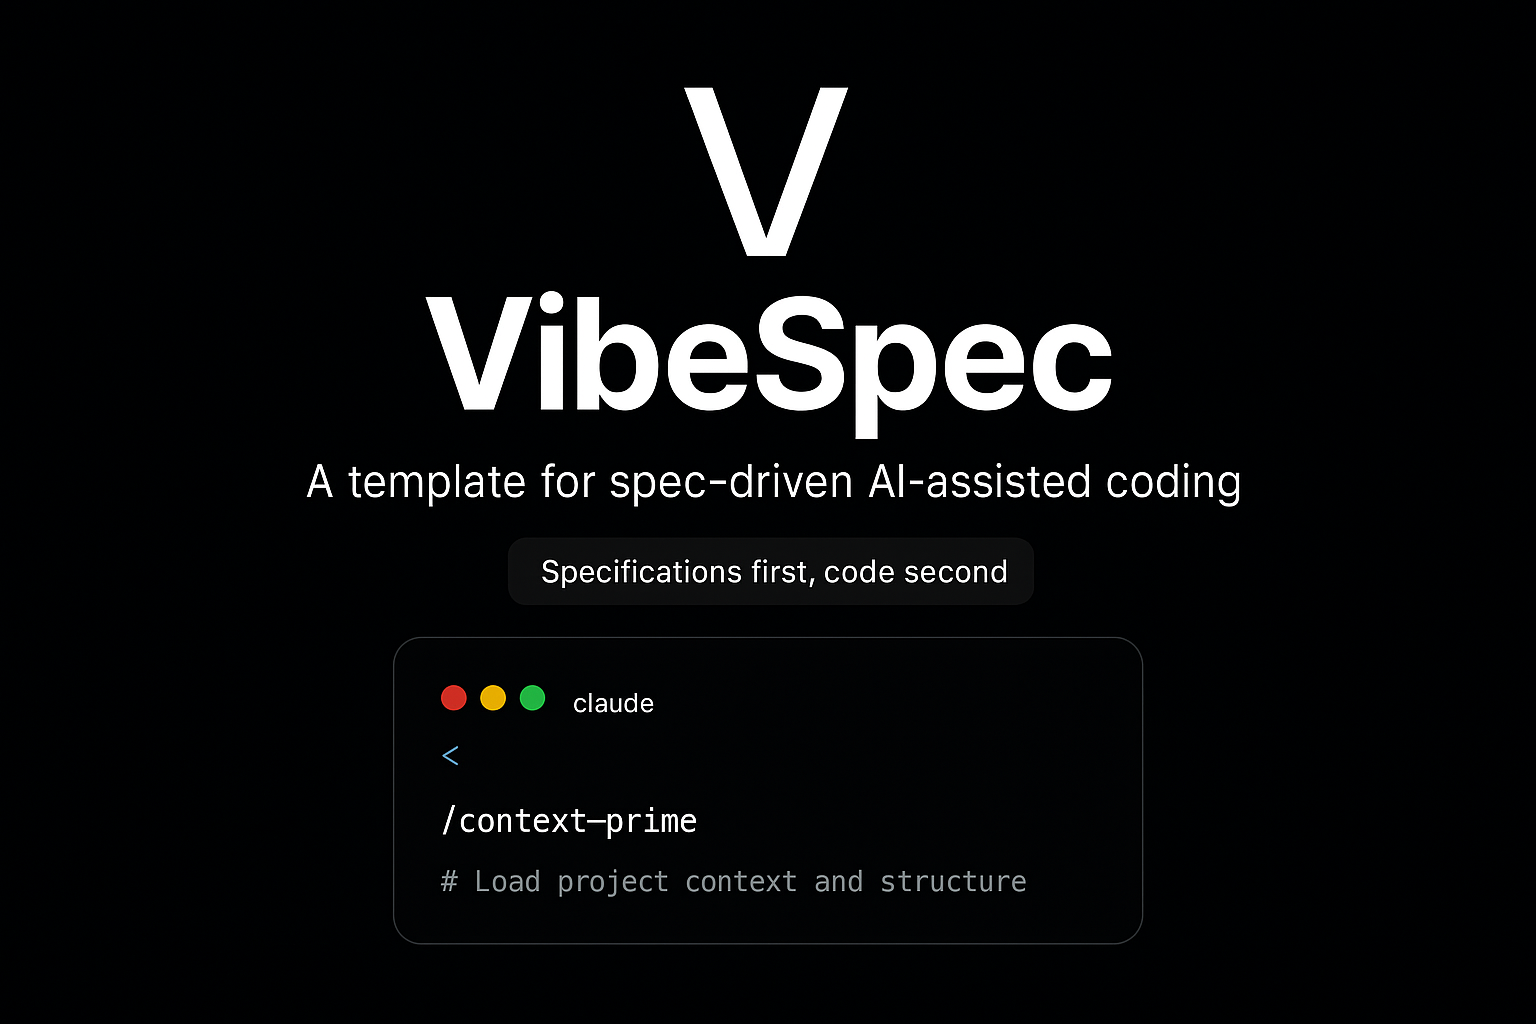 V
VibeSpec
A template for spec-driven AI-assisted coding
Specifications first, code second
claude
<
/context–prime
# Load project context and structure